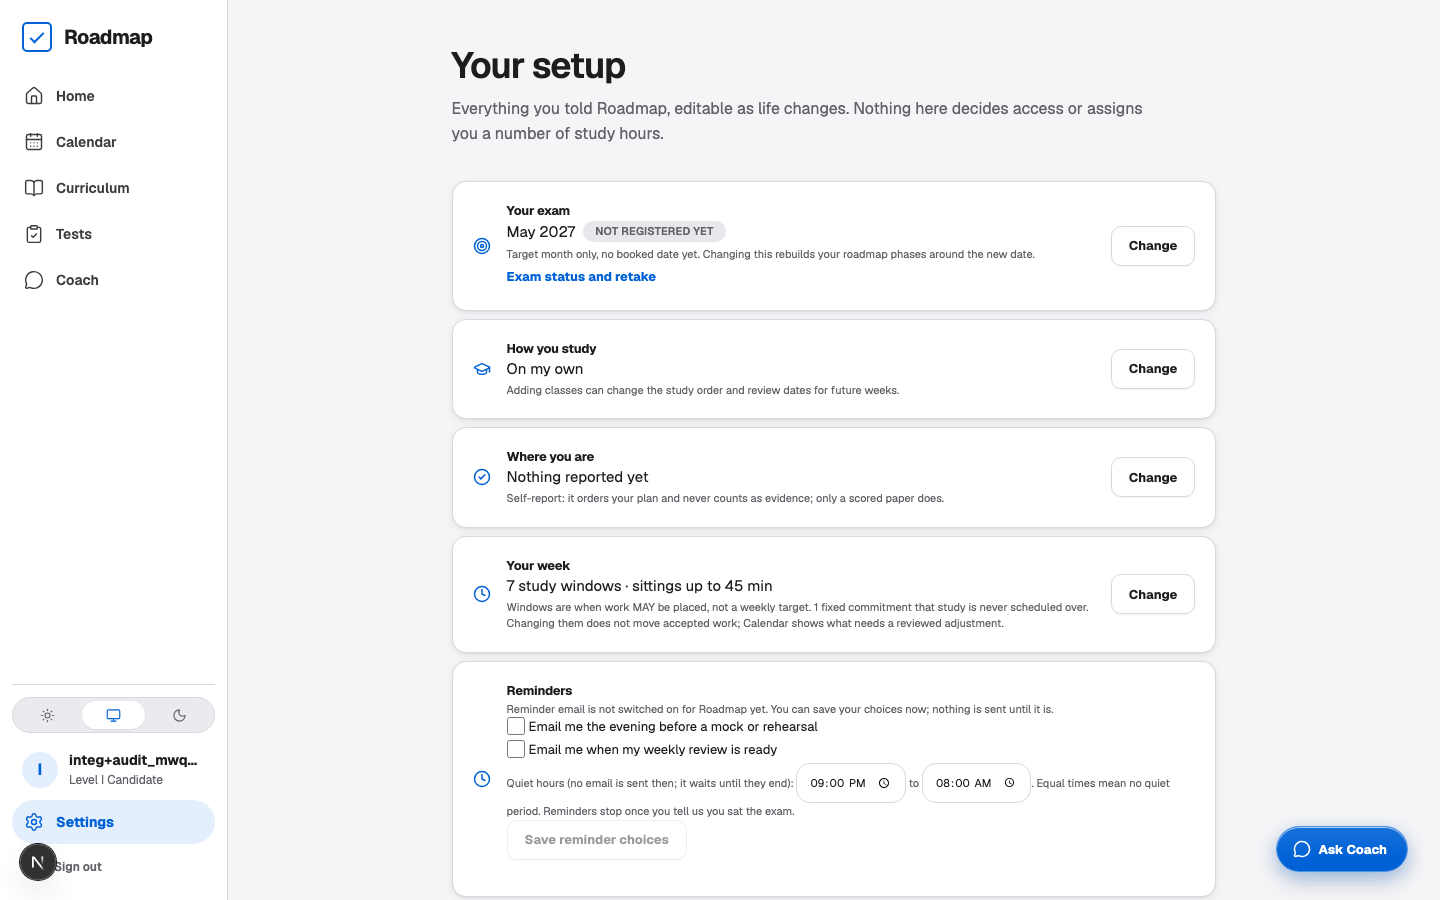 Roadmap
Home
Calendar
Curriculum
Tests
Coach
integ+audit_mwq...
Level I Candidate
Settings
N
Sign out
Your setup
Everything you told Roadmap, editable as life changes. Nothing here decides access or assigns
you a number of study hours.
Your exam
May 2027 NOT REGISTERED YET
Target month only, no booked date yet. Changing this rebuilds your roadmap phases around the new date.
Exam status and retake
Change
How you study
On my own
Adding classes can change the study order and review dates for future weeks.
Change
Where you are
Nothing reported yet
Self-report: it orders your plan and never counts as evidence; only a scored paper does.
Change
Your week
7 study windows · sittings up to 45 min
Windows are when work MAY be placed, not a weekly target. 1 fixed commitment that study is never scheduled over.
Changing them does not move accepted work; Calendar shows what needs a reviewed adjustment.
Change
Reminders
Reminder email is not switched on for Roadmap yet. You can save your choices now; nothing is sent until it is.
Email me the evening before a mock or rehearsal
Email me when my weekly review is ready
Quiet hours (no email is sent then; it waits until they end): 09:00 PM to 08:00 AM . Equal times mean no quiet
period. Reminders stop once you tell us you sat the exam.
Save reminder choices
Ask Coach
I